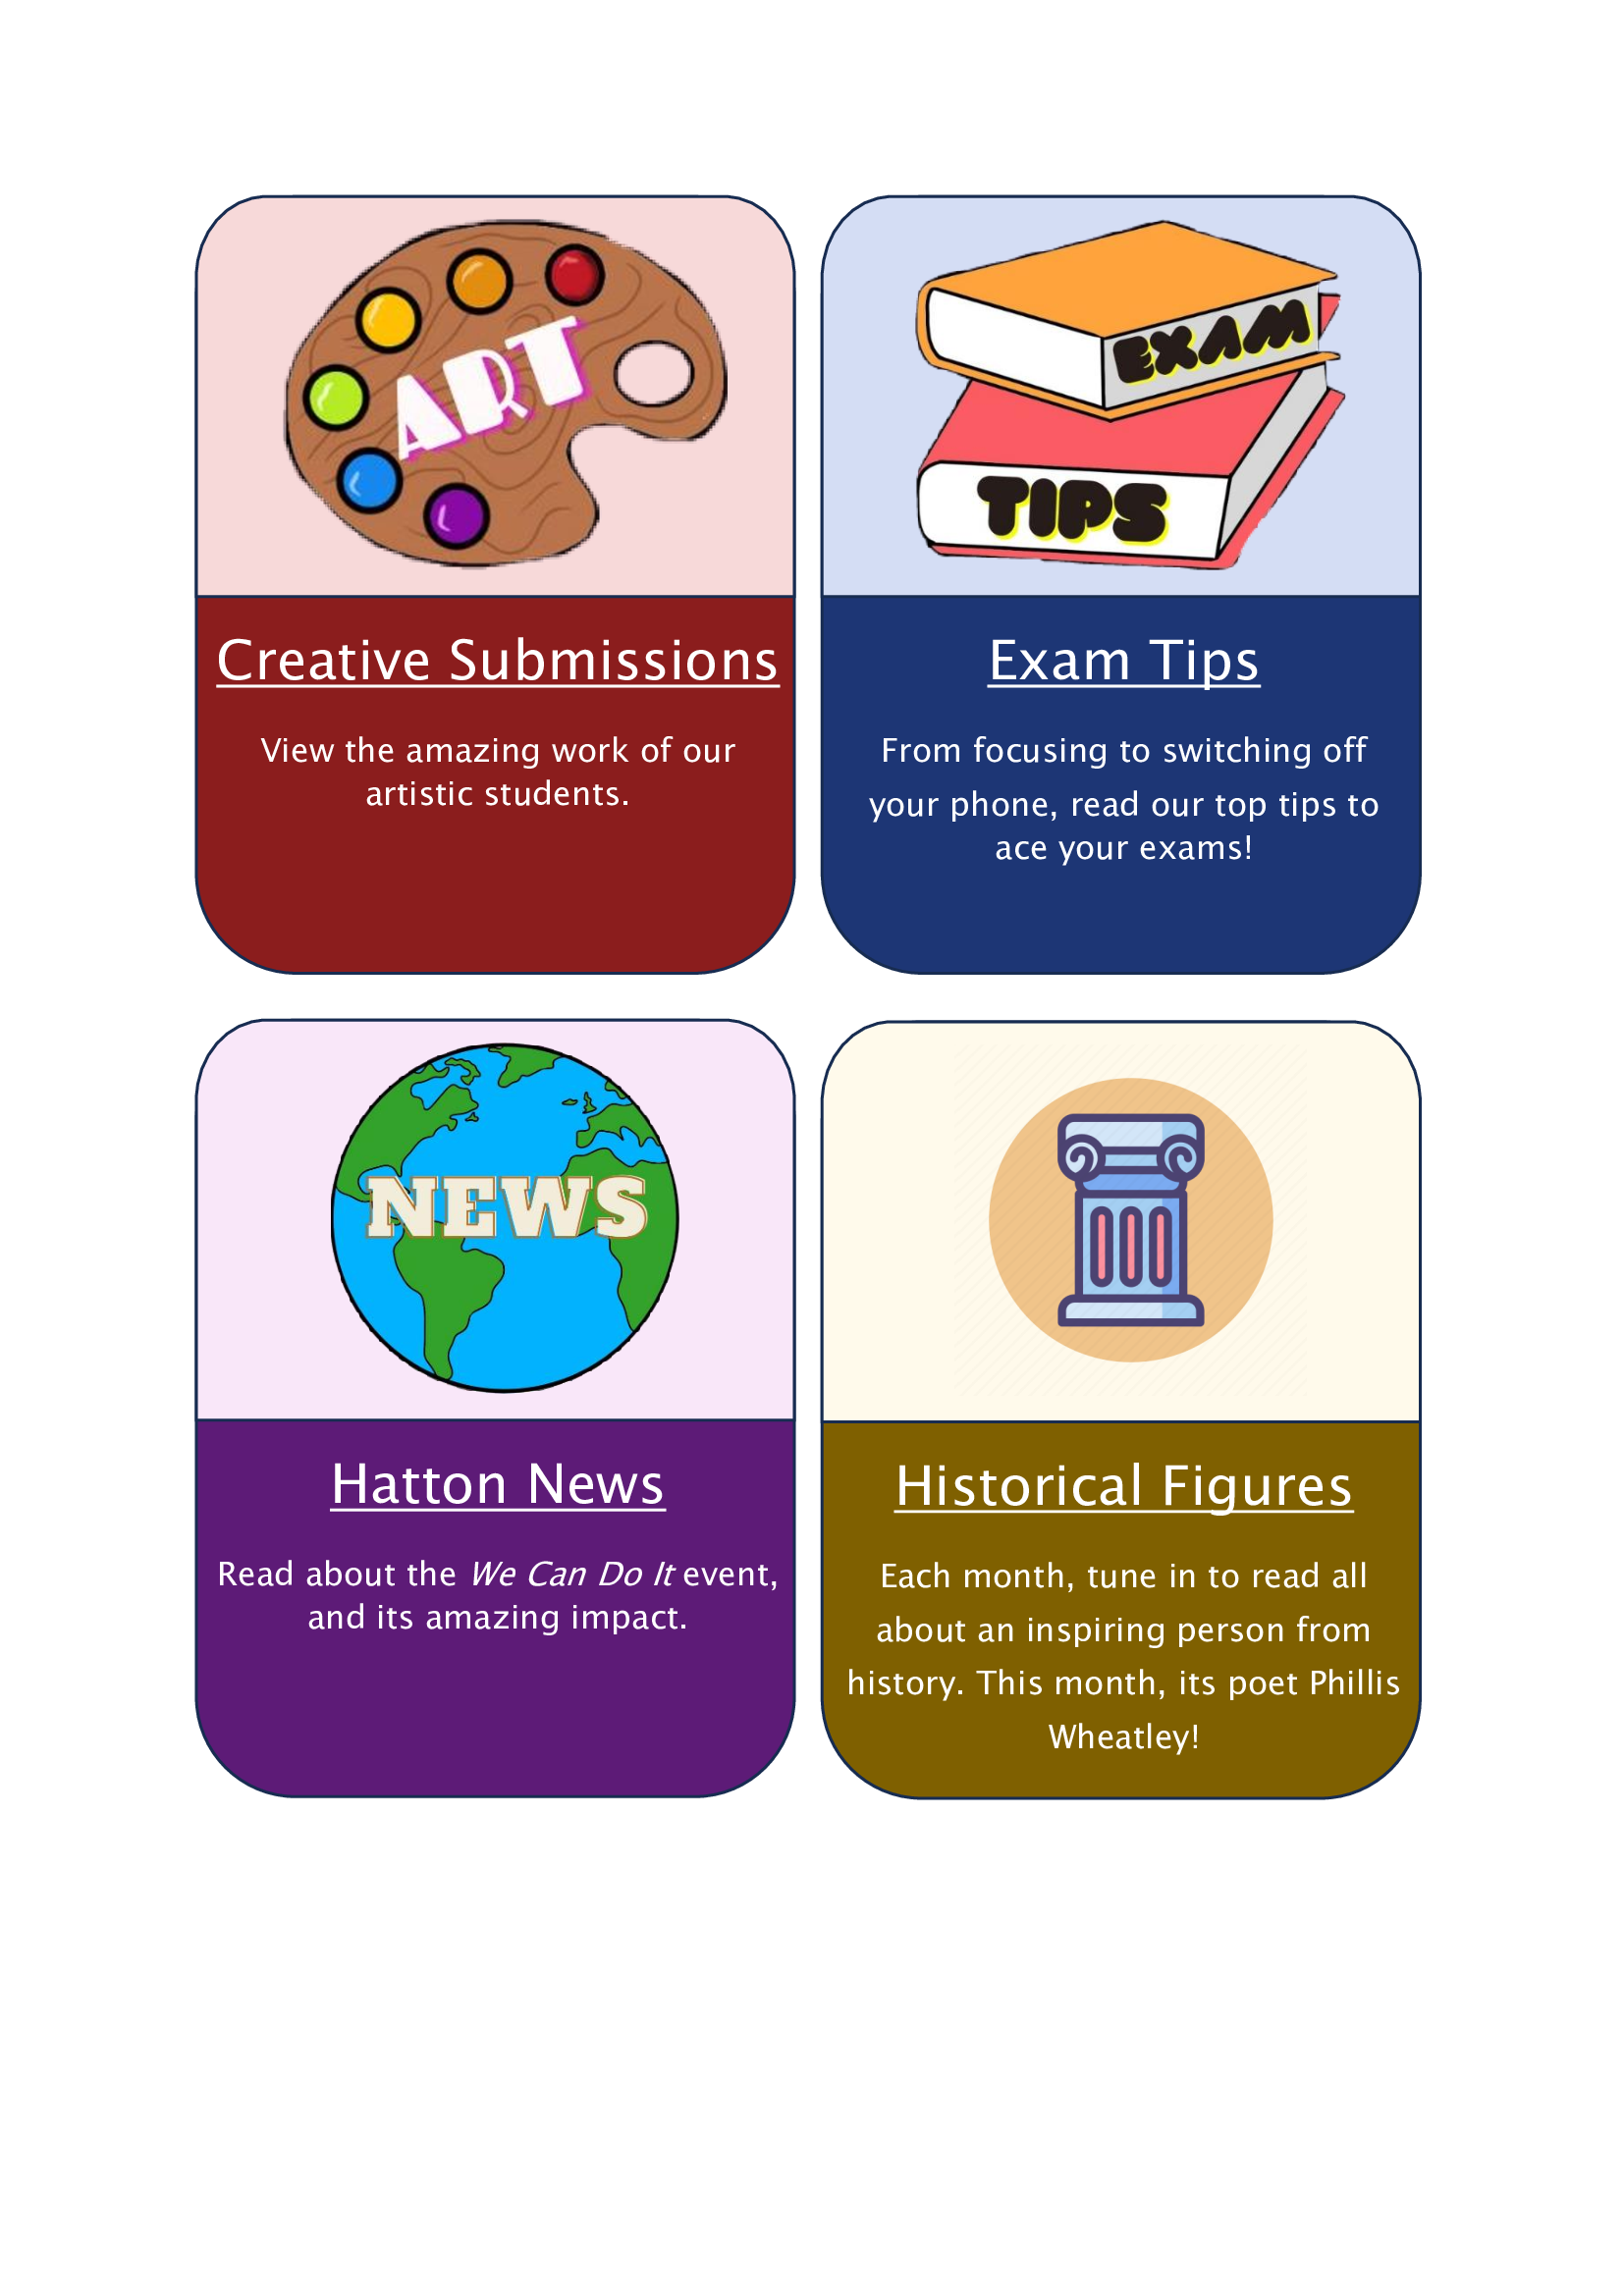 ART
EXAM
TIPS
Creative Submissions
View the amazing work of our
artistic students.
Exam Tips
From focusing to switching off
your phone, read our top tips to
ace your exams!
NEWS
Hatton News
Read about the We Can Do It event,
and its amazing impact.
Historical Figures
Each month, tune in to read all
about an inspiring person from
history. This month, its poet Phillis
Wheatley!